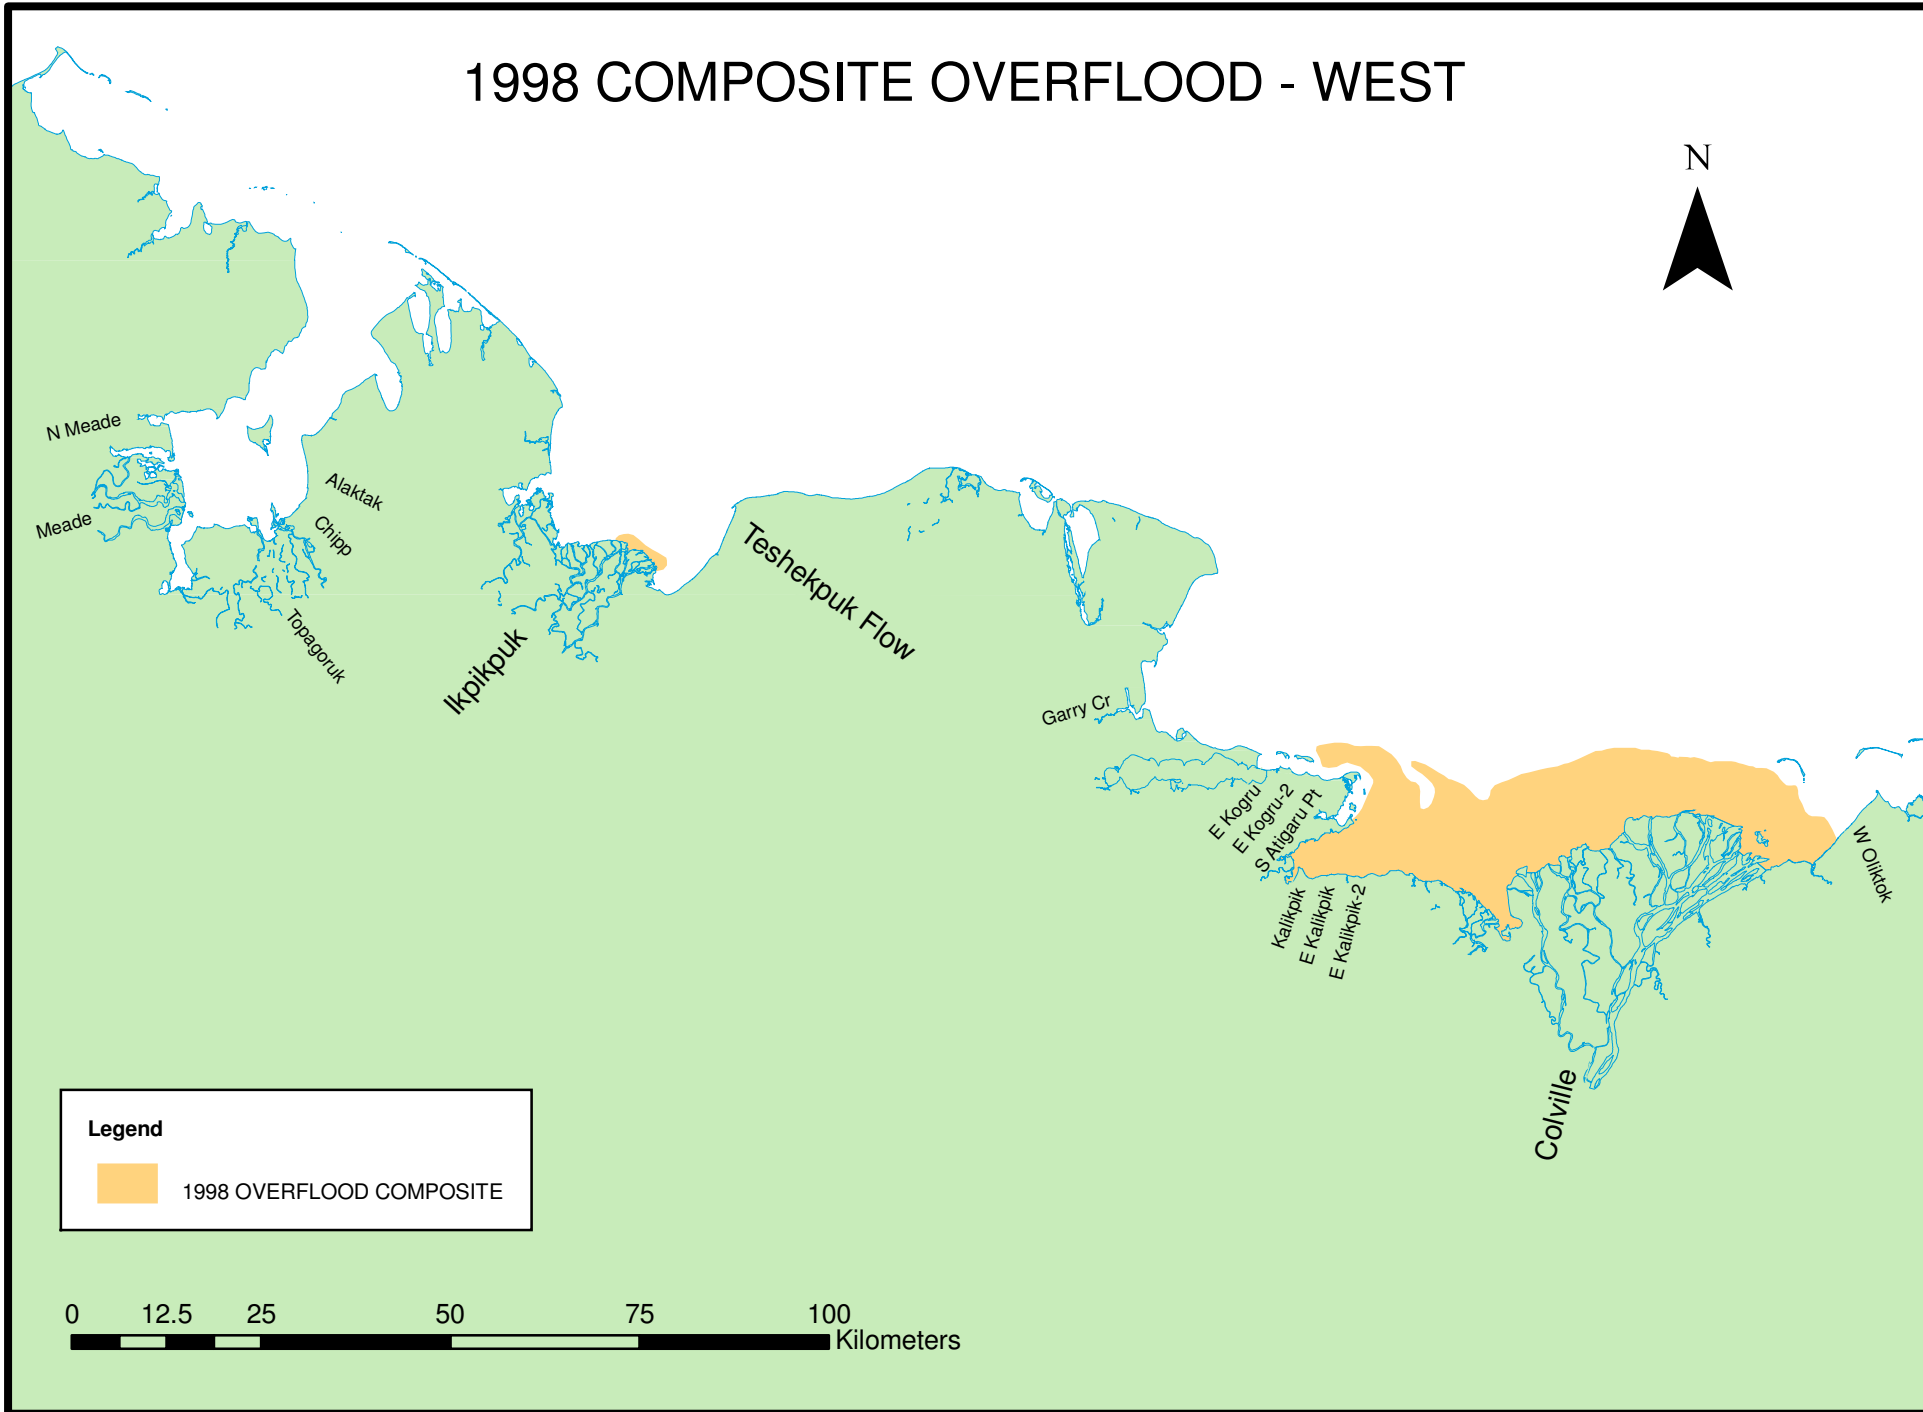 1998 COMPOSITE OVERFLOOD - WEST
N
N Meade
Meade
Alaktak
Chipp
Topagoruk
Ikpikpuk
Teshekpuk Flow
Garry Cr
E Kogru
E Kogru-2
S Atigaru Pt
Kalikpik
E Kalikpik
E Kalikpik-2
Colville
W Oliktok
Legend
1998 OVERFLOOD COMPOSITE
0 12.5 25 50 75 100
Kilometers